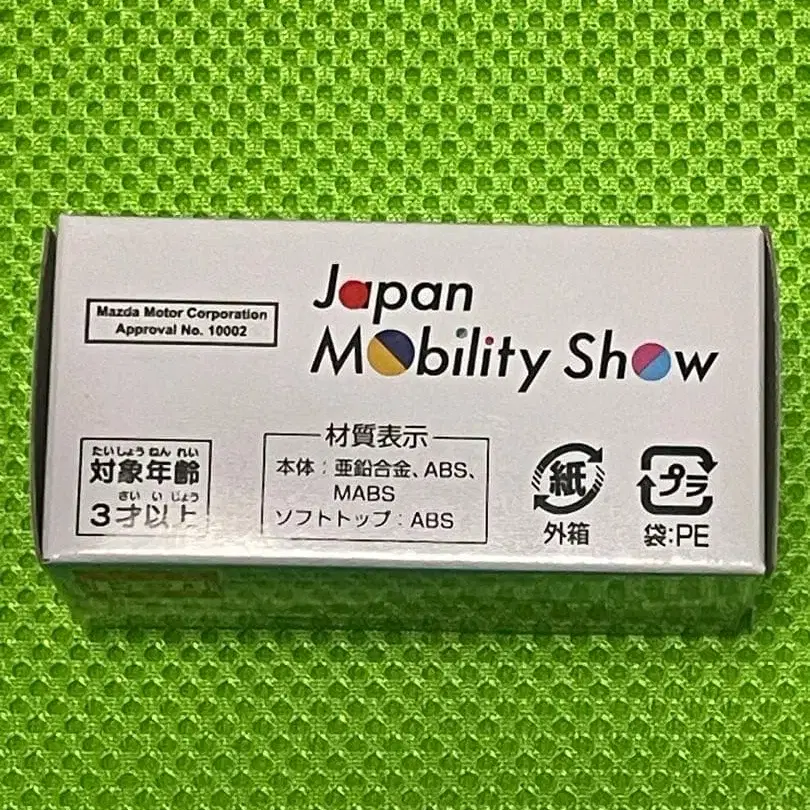 Mazda Motor Corporation
Approval No. 10002
Japan
Mobility Show
たいしょうねんれい
対象年齢
さいいじょう
3才以上
材質表示
本体：亜鉛合金、ABS、
MABS
ソフトトップ：ABS
紙
外箱
プラ
袋:PE